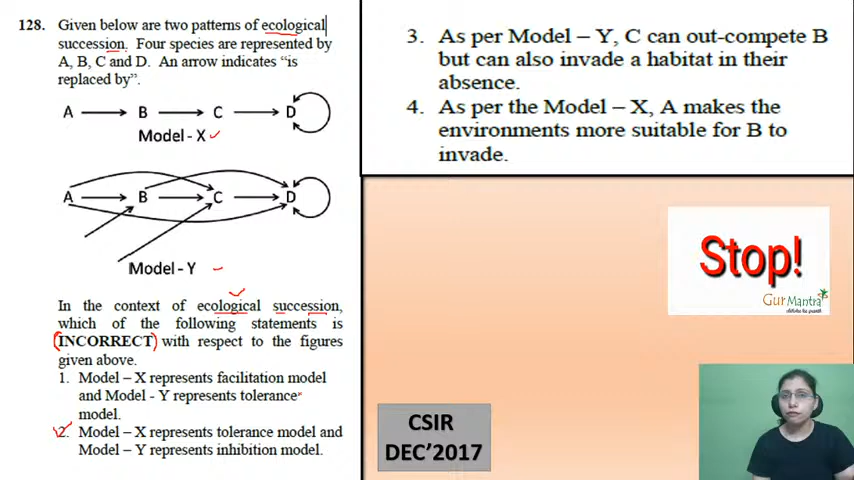 128. Given below are two patterns of ecological
succession. Four species are represented by
A, B, C and D. An arrow indicates “is
replaced by”.
A B C D
Model - X
A B C D
Model - Y
In the context of ecological succession,
which of the following statements is
INCORRECT with respect to the figures
given above.
1. Model – X represents facilitation model
and Model - Y represents tolerance
model.
2. Model – X represents tolerance model and
Model – Y represents inhibition model.
3. As per Model – Y, C can out-compete B
but can also invade a habitat in their
absence.
4. As per the Model – X, A makes the
environments more suitable for B to
invade.
Stop!
GurMantra
CSIR
DEC’2017